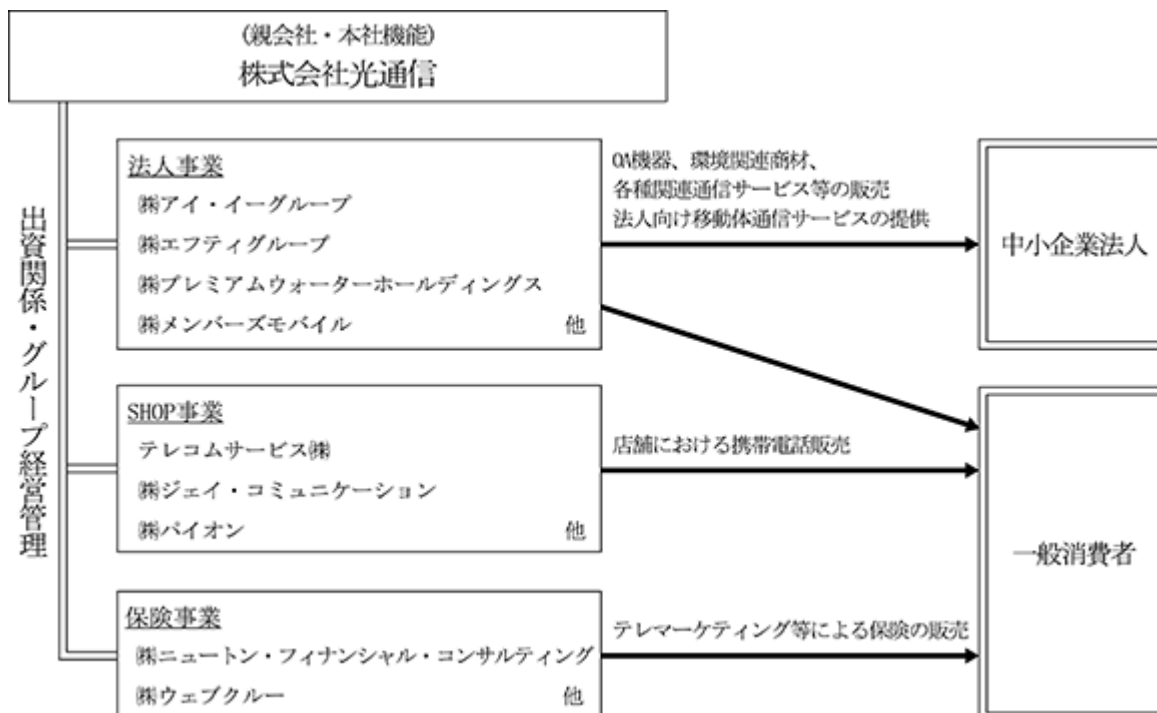 (親会社・本社機能)
株式会社光通信
出資関係・グループ経営管理
法人事業
㈱アイ・イーグループ
㈱エフティグループ
㈱プレミアムウォーターホールディングス
㈱メンバーズモバイル 他
OA機器、環境関連商材、
各種関連通信サービス等の販売
法人向け移動体通信サービスの提供
中小企業法人
SHOP事業
テレコムサービス㈱
㈱ジェイ・コミュニケーション
㈱パイオン 他
店舗における携帯電話販売
一般消費者
保険事業
㈱ニュートン・フィナンシャル・コンサルティング
㈱ウェブクルー 他
テレマーケティング等による保険の販売